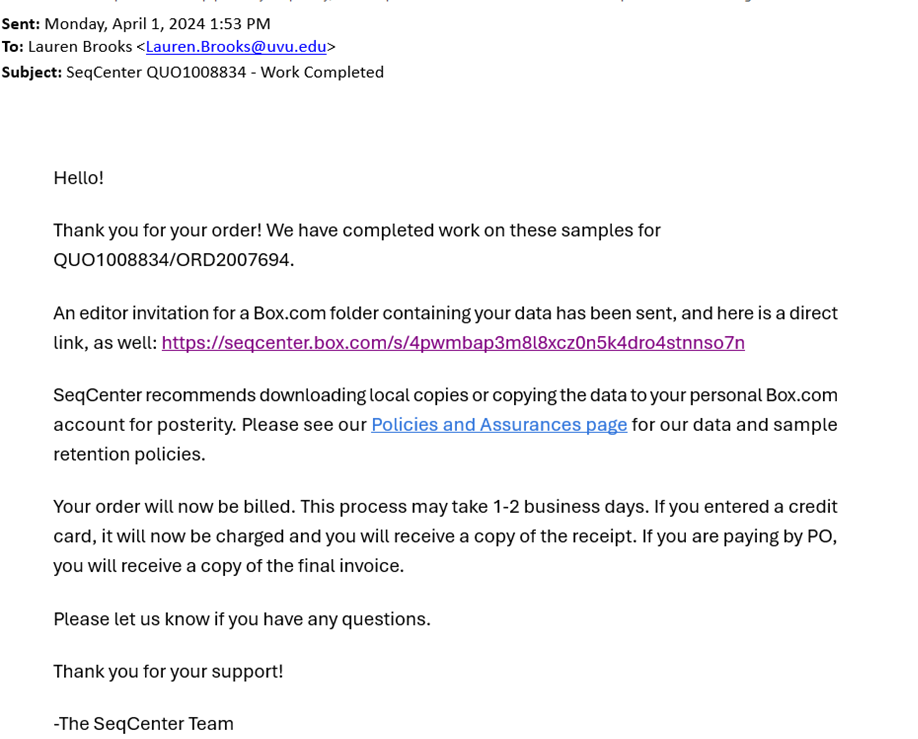 Sent: Monday, April 1, 2024 1:53 PM
To: Lauren Brooks <Lauren.Brooks@uvu.edu>
Subject: SeqCenter QUO1008834 - Work Completed
Hello!
Thank you for your order! We have completed work on these samples for
QUO1008834/ORD2007694.
An editor invitation for a Box.com folder containing your data has been sent, and here is a direct
link, as well: https://seqcenter.box.com/s/4pwmbap3m8l8xcz0n5k4dro4stnnso7n
SeqCenter recommends downloading local copies or copying the data to your personal Box.com
account for posterity. Please see our Policies and Assurances page for our data and sample
retention policies.
Your order will now be billed. This process may take 1-2 business days. If you entered a credit
card, it will now be charged and you will receive a copy of the receipt. If you are paying by PO,
you will receive a copy of the final invoice.
Please let us know if you have any questions.
Thank you for your support!
-The SeqCenter Team